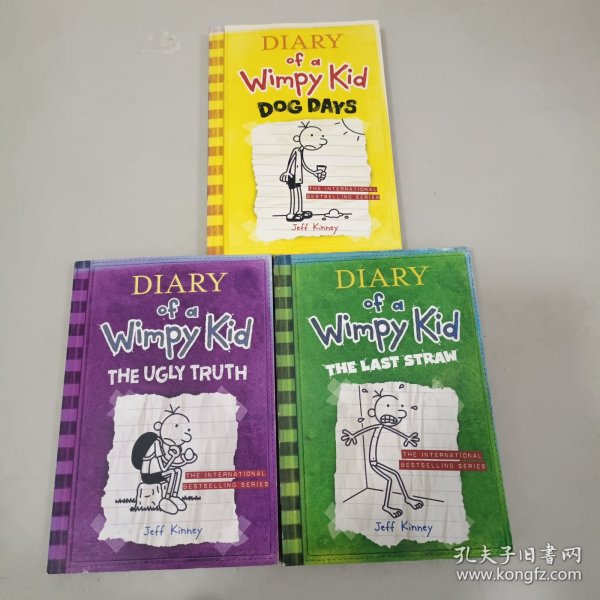 DIARY
of a
Wimpy Kid
DOG DAYS
THE INTERNATIONAL
BESTSELLING SERIES
Jeff Kinney
DIARY
of a
Wimpy Kid
THE UGLY TRUTH
THE INTERNATIONAL
BESTSELLING SERIES
Jeff Kinney
DIARY
of a
Wimpy Kid
THE LAST STRAW
THE INTERNATIONAL
BESTSELLING SERIES
Jeff Kinney
孔夫子旧书网
www.kongfz.com